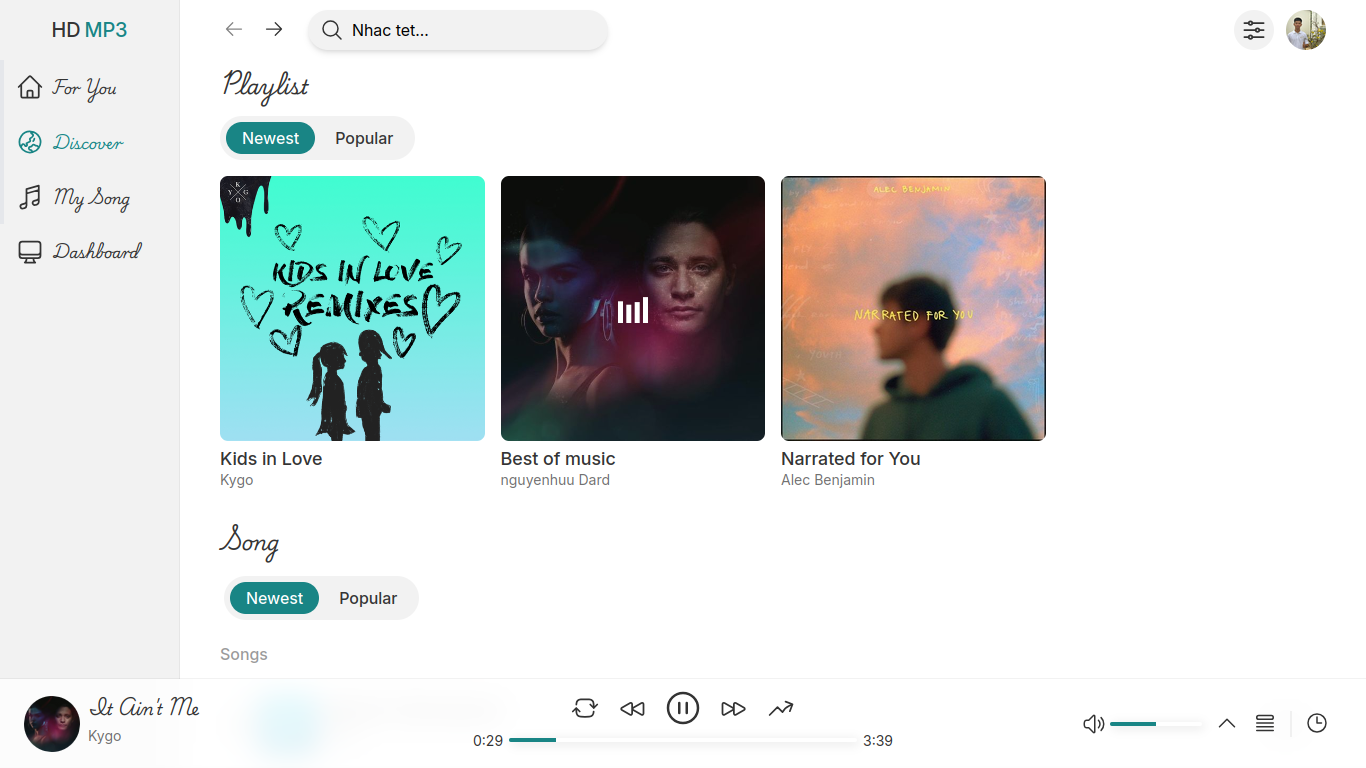 HD MP3
Nhac tet...
For You
Discover
My Song
Dashboard
Playlist
Newest
Popular
K
Y G
O
KIDS IN LOVE
REMIXES
ALEC BENJAMIN
NARRATED FOR YOU
Kids in Love
Kygo
Best of music
nguyenhuu Dard
Narrated for You
Alec Benjamin
Song
Newest
Popular
Songs
It Ain't Me
Kygo
0:29
3:39